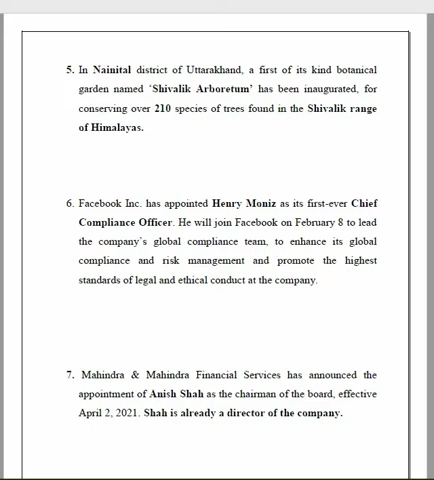 5. In Nainital district of Uttarakhand, a first of its kind botanical
garden named ‘Shivalik Arboretum’ has been inaugurated, for
conserving over 210 species of trees found in the Shivalik range
of Himalayas.
6. Facebook Inc. has appointed Henry Moniz as its first-ever Chief
Compliance Officer. He will join Facebook on February 8 to lead
the company’s global compliance team, to enhance its global
compliance and risk management and promote the highest
standards of legal and ethical conduct at the company.
7. Mahindra & Mahindra Financial Services has announced the
appointment of Anish Shah as the chairman of the board, effective
April 2, 2021. Shah is already a director of the company.